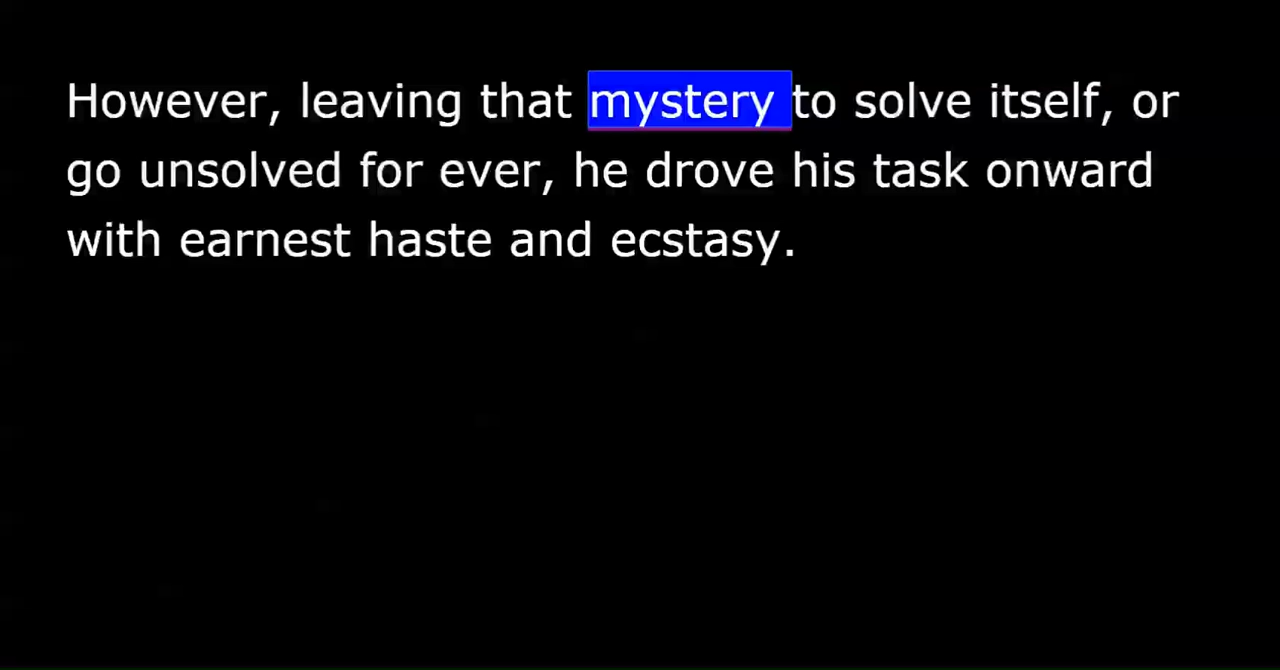 However, leaving that mystery to solve itself, or
go unsolved for ever, he drove his task onward
with earnest haste and ecstasy.